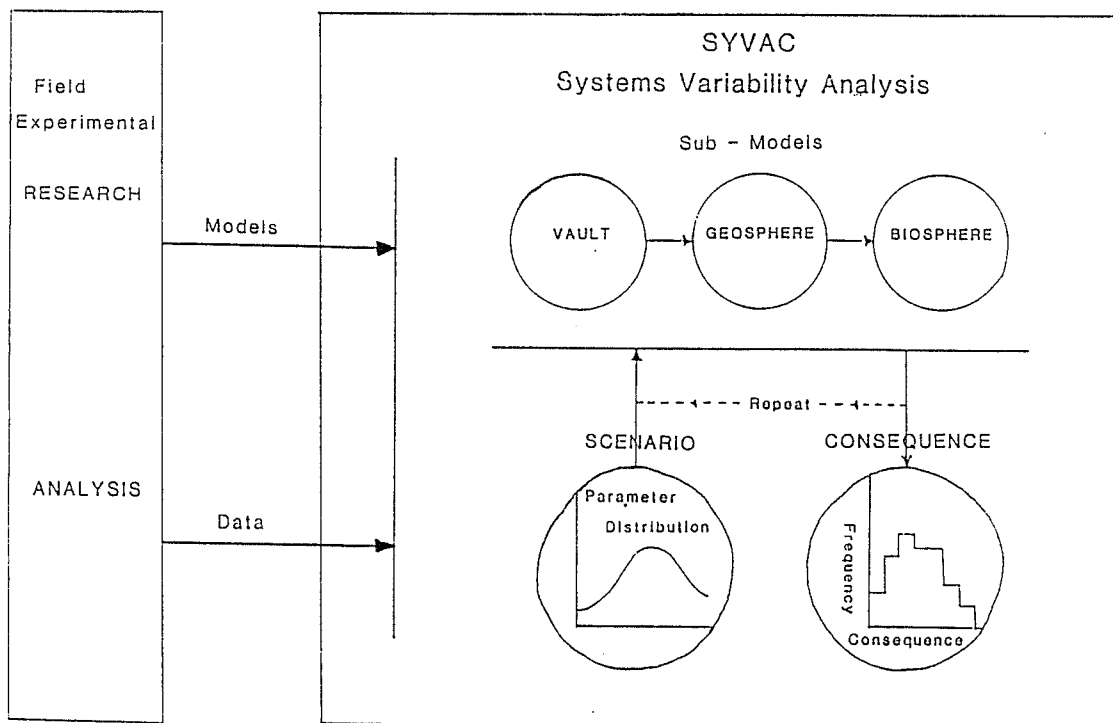 Field
Experimental
RESEARCH
ANALYSIS
Models
Data
SYVAC
Systems Variability Analysis
Sub - Models
VAULT
GEOSPHERE
BIOSPHERE
Repeat
SCENARIO
CONSEQUENCE
Parameter
Distribution
Frequency
Consequence